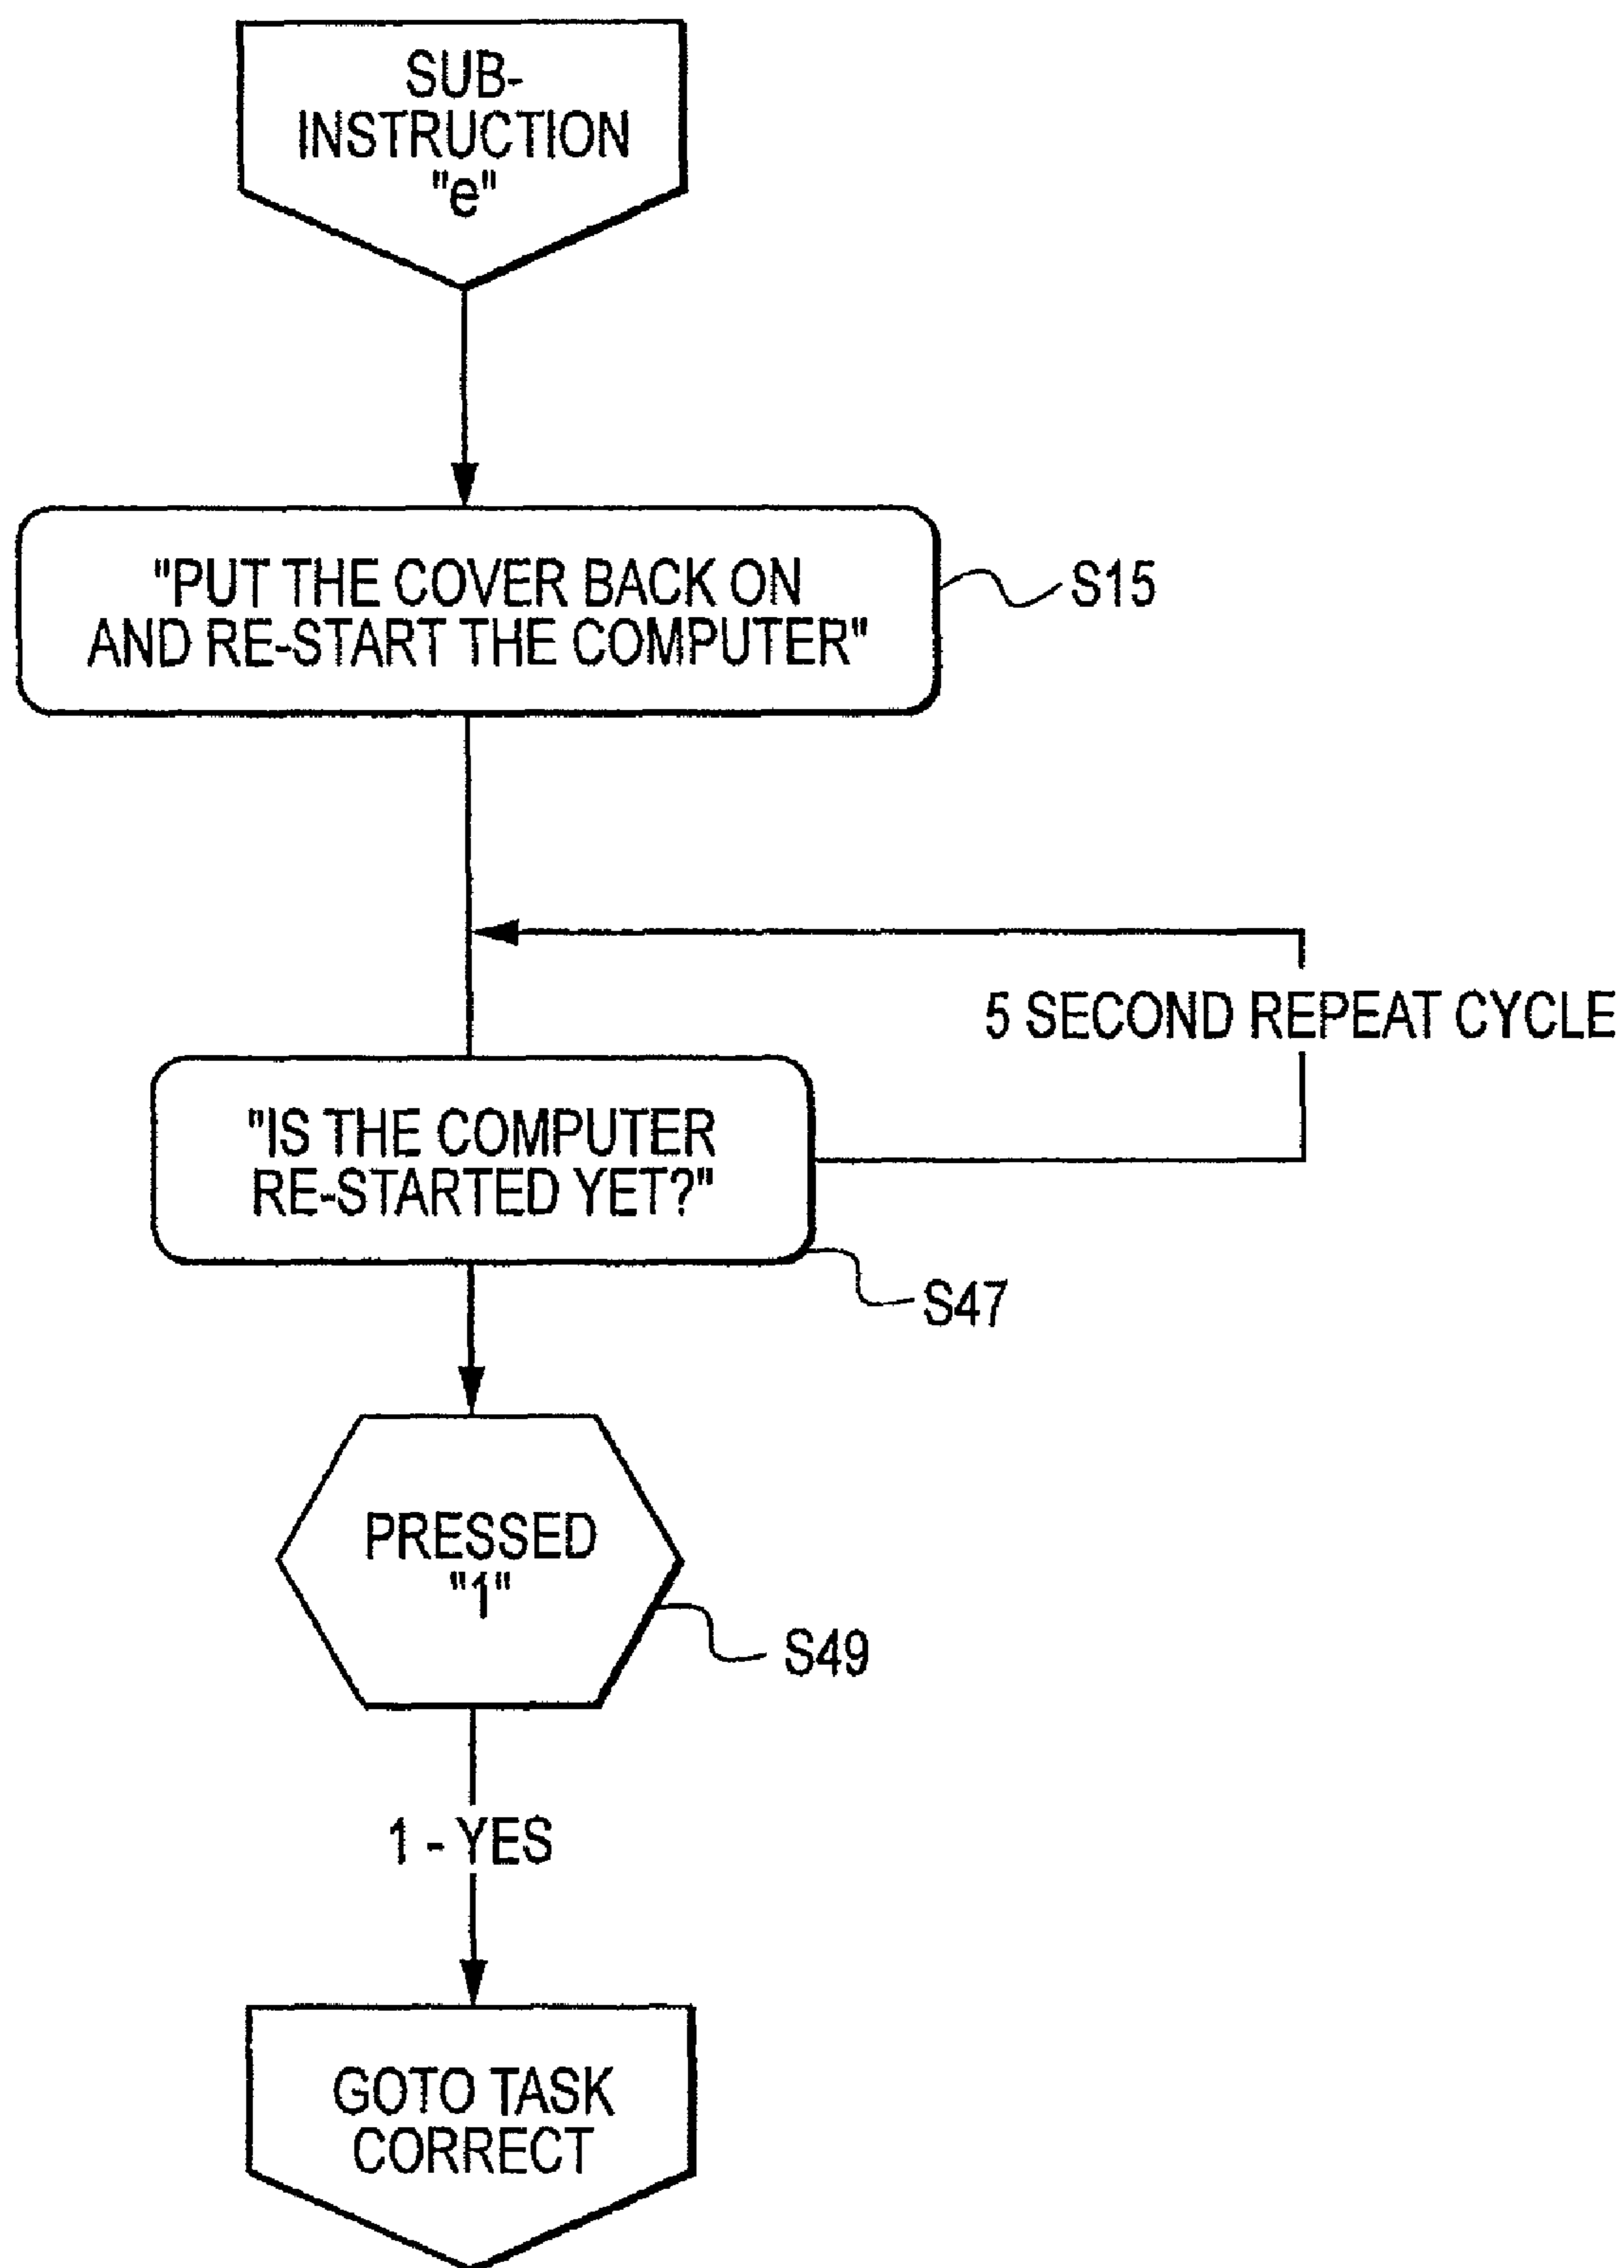 SUB-
INSTRUCTION
"e"
"PUT THE COVER BACK ON
AND RE-START THE COMPUTER"
S15
5 SECOND REPEAT CYCLE
"IS THE COMPUTER
RE-STARTED YET?"
S47
PRESSED
"1"
S49
1 - YES
GOTO TASK
CORRECT